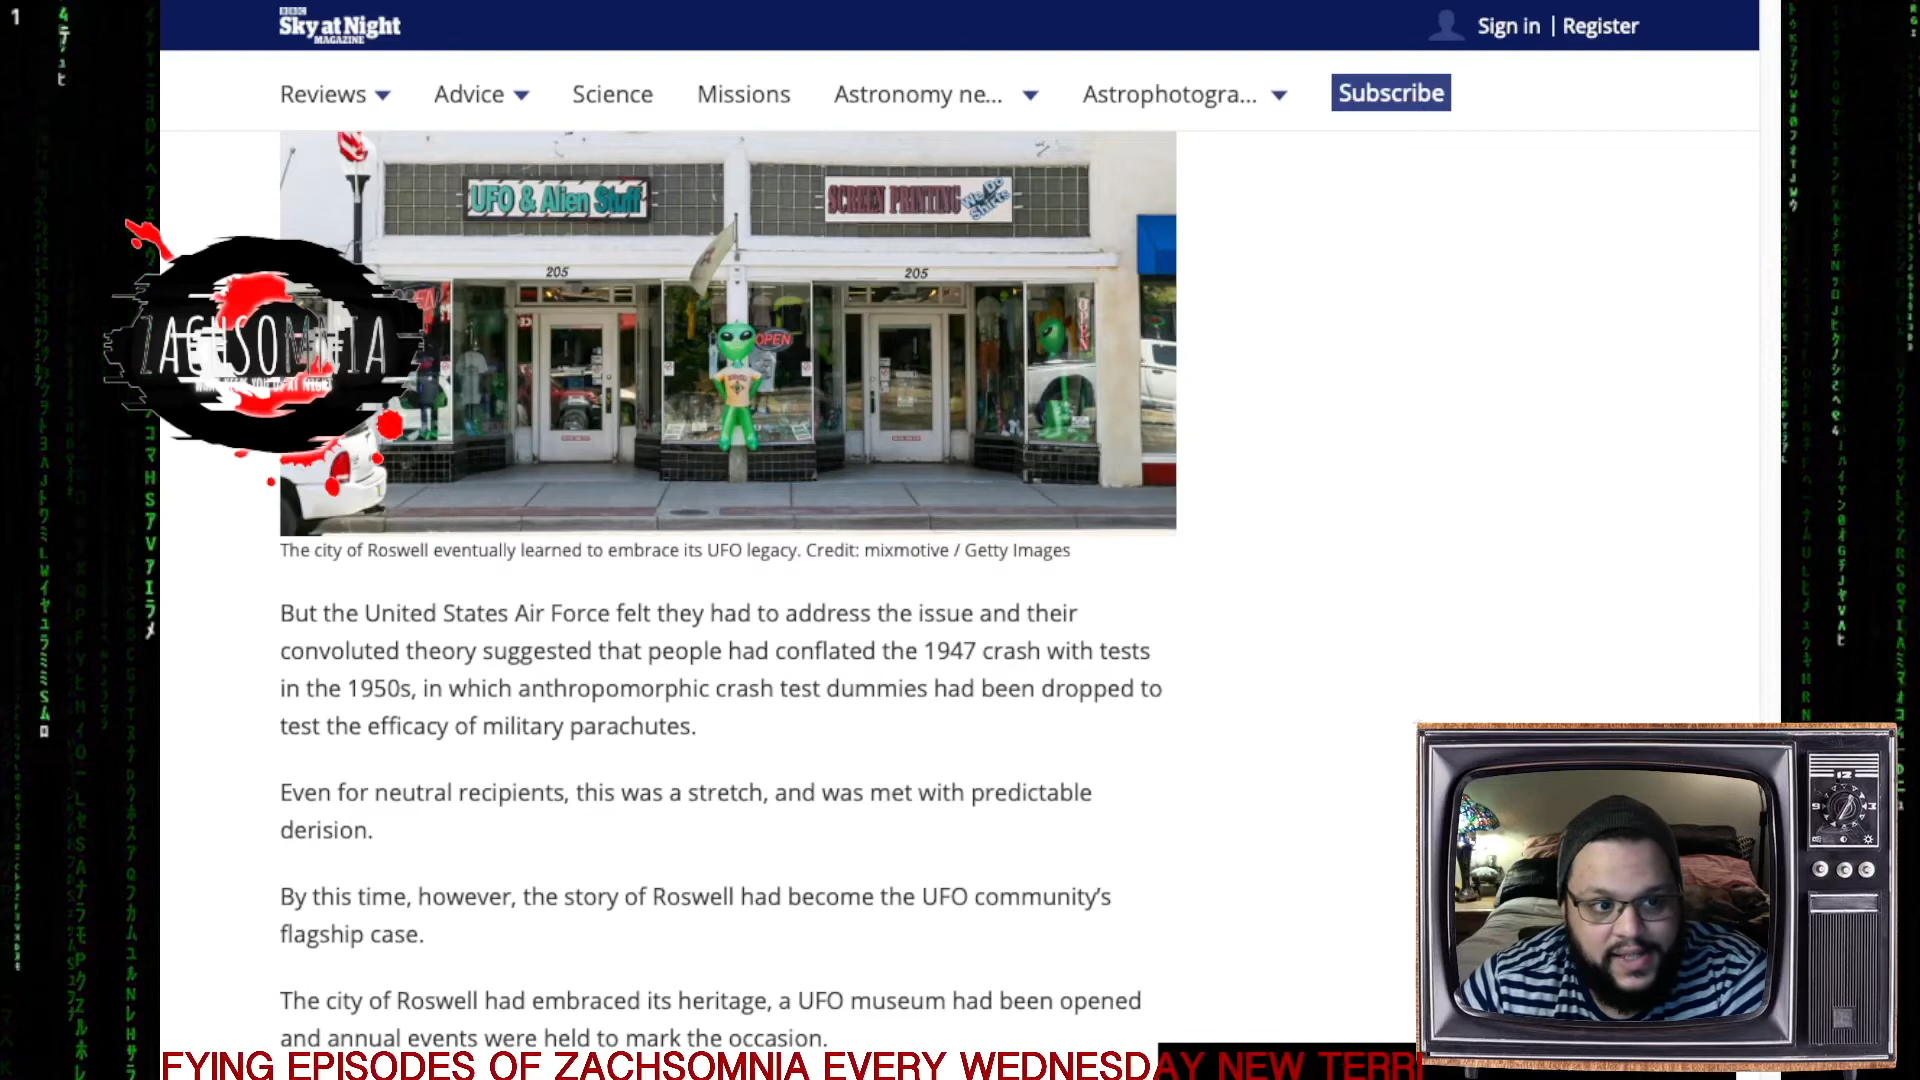 BBC
Sky at Night
MAGAZINE
Sign in | Register
Reviews
Advice
Science
Missions
Astronomy ne...
Astrophotogra...
Subscribe
UFO & Alien Stuff
SCREEN PRINTING
We Do
Shirts
205
205
OPEN
ZACHSOMNIA
The city of Roswell eventually learned to embrace its UFO legacy. Credit: mixmotive / Getty Images
But the United States Air Force felt they had to address the issue and their
convoluted theory suggested that people had conflated the 1947 crash with tests
in the 1950s, in which anthropomorphic crash test dummies had been dropped to
test the efficacy of military parachutes.
Even for neutral recipients, this was a stretch, and was met with predictable
derision.
By this time, however, the story of Roswell had become the UFO community’s
flagship case.
The city of Roswell had embraced its heritage, a UFO museum had been opened
and annual events were held to mark the occasion.
12
9
3
FYING EPISODES OF ZACHSOMNIA EVERY WEDNESDAY NEW TERR